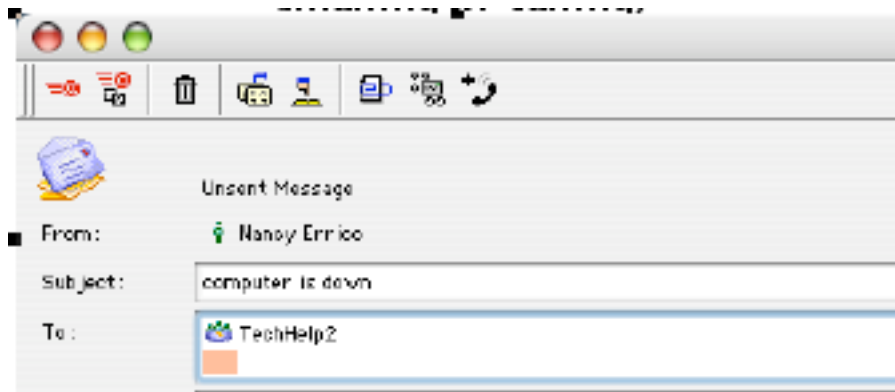 Unsent Message
From: Nancy Errico
Subject: computer is down
To: TechHelp2